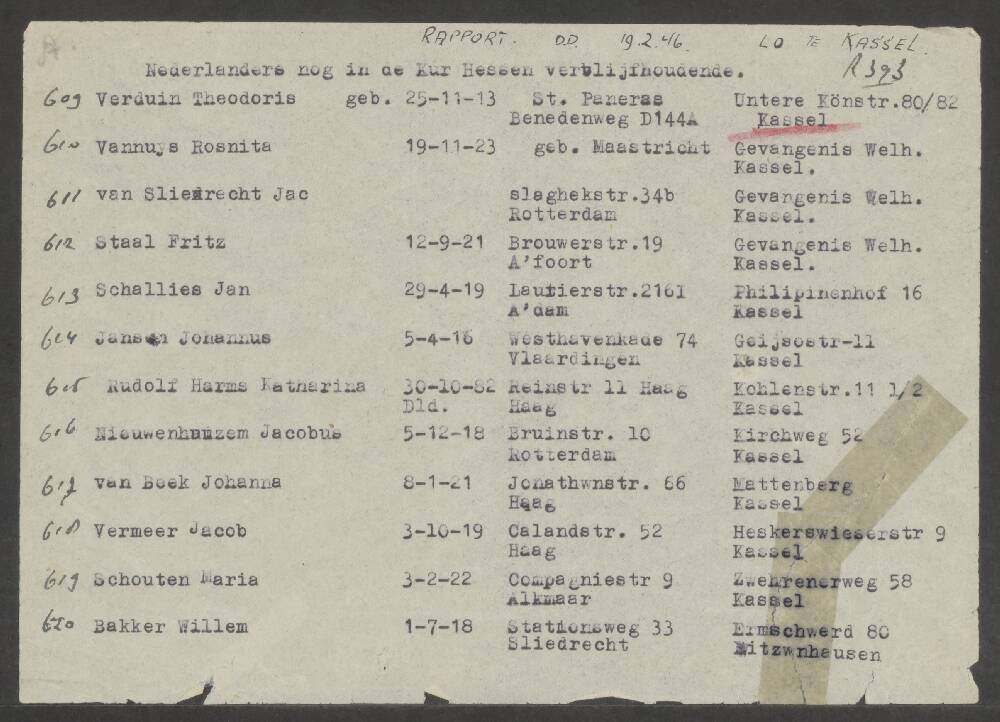 RAPPORT. D.D. 19.2.46. LO TE KASSEL.
R 393
Nederlanders nog in de Kur Hessen verblijfhoudende.
609 Verduin Theodoris geb. 25-11-13 St. Paneras Untere Könstr.80/82
Benedenweg D144A Kassel
610 Vannuys Rosnita 19-11-23 geb. Maastricht Gevangenis Welh.
Kassel.
611 van Sliedrecht Jac slaghekstr.34b Gevangenis Welh.
Rotterdam Kassel.
612 Staal Fritz 12-9-21 Brouwerstr.19 Gevangenis Welh.
A'foort Kassel.
613 Schallies Jan 29-4-19 Lautierstr.2161 Philipinenhof 16
A'dam Kassel
614 Jansen Johannus 5-4-16 Westhavenkade 74 Geijsostr-11
Vlaardingen Kassel
615 Rudolf Harms Katharina 30-10-82 Reinstr 11 Haag Kohlenstr.11 1/2
Dld. Haag Kassel
616 Jacobus 5-12-18 Bruinstr. 10 Kirchweg 52
Rotterdam Kassel
617 van Beek Johanna 8-1-21 Jonathwnstr. 66 Mattenberg
Haag Kassel
618 Vermeer Jacob 3-10-19 Calandstr. 52 Heskerswieserstr 9
Haag Kassel
619 Schouten Maria 3-2-22 Compagniestr 9 Zwehrenerweg 58
Alkmaar Kassel
620 Bakker Willem 1-7-18 Stationsweg 33 Ermschwerd 80
Sliedrecht Witzwnhausen